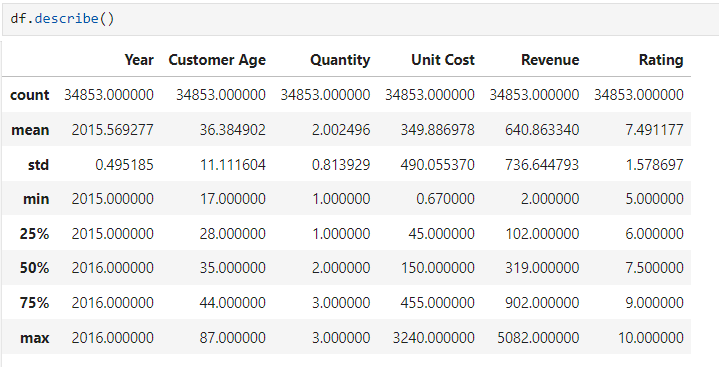 df.describe()
Year Customer Age Quantity Unit Cost Revenue Rating
count 34853.000000 34853.000000 34853.000000 34853.000000 34853.000000 34853.000000
mean 2015.569277 36.384902 2.002496 349.886978 640.863340 7.491177
std 0.495185 11.111604 0.813929 490.055370 736.644793 1.578697
min 2015.000000 17.000000 1.000000 0.670000 2.000000 5.000000
25% 2015.000000 28.000000 1.000000 45.000000 102.000000 6.000000
50% 2016.000000 35.000000 2.000000 150.000000 319.000000 7.500000
75% 2016.000000 44.000000 3.000000 455.000000 902.000000 9.000000
max 2016.000000 87.000000 3.000000 3240.000000 5082.000000 10.000000